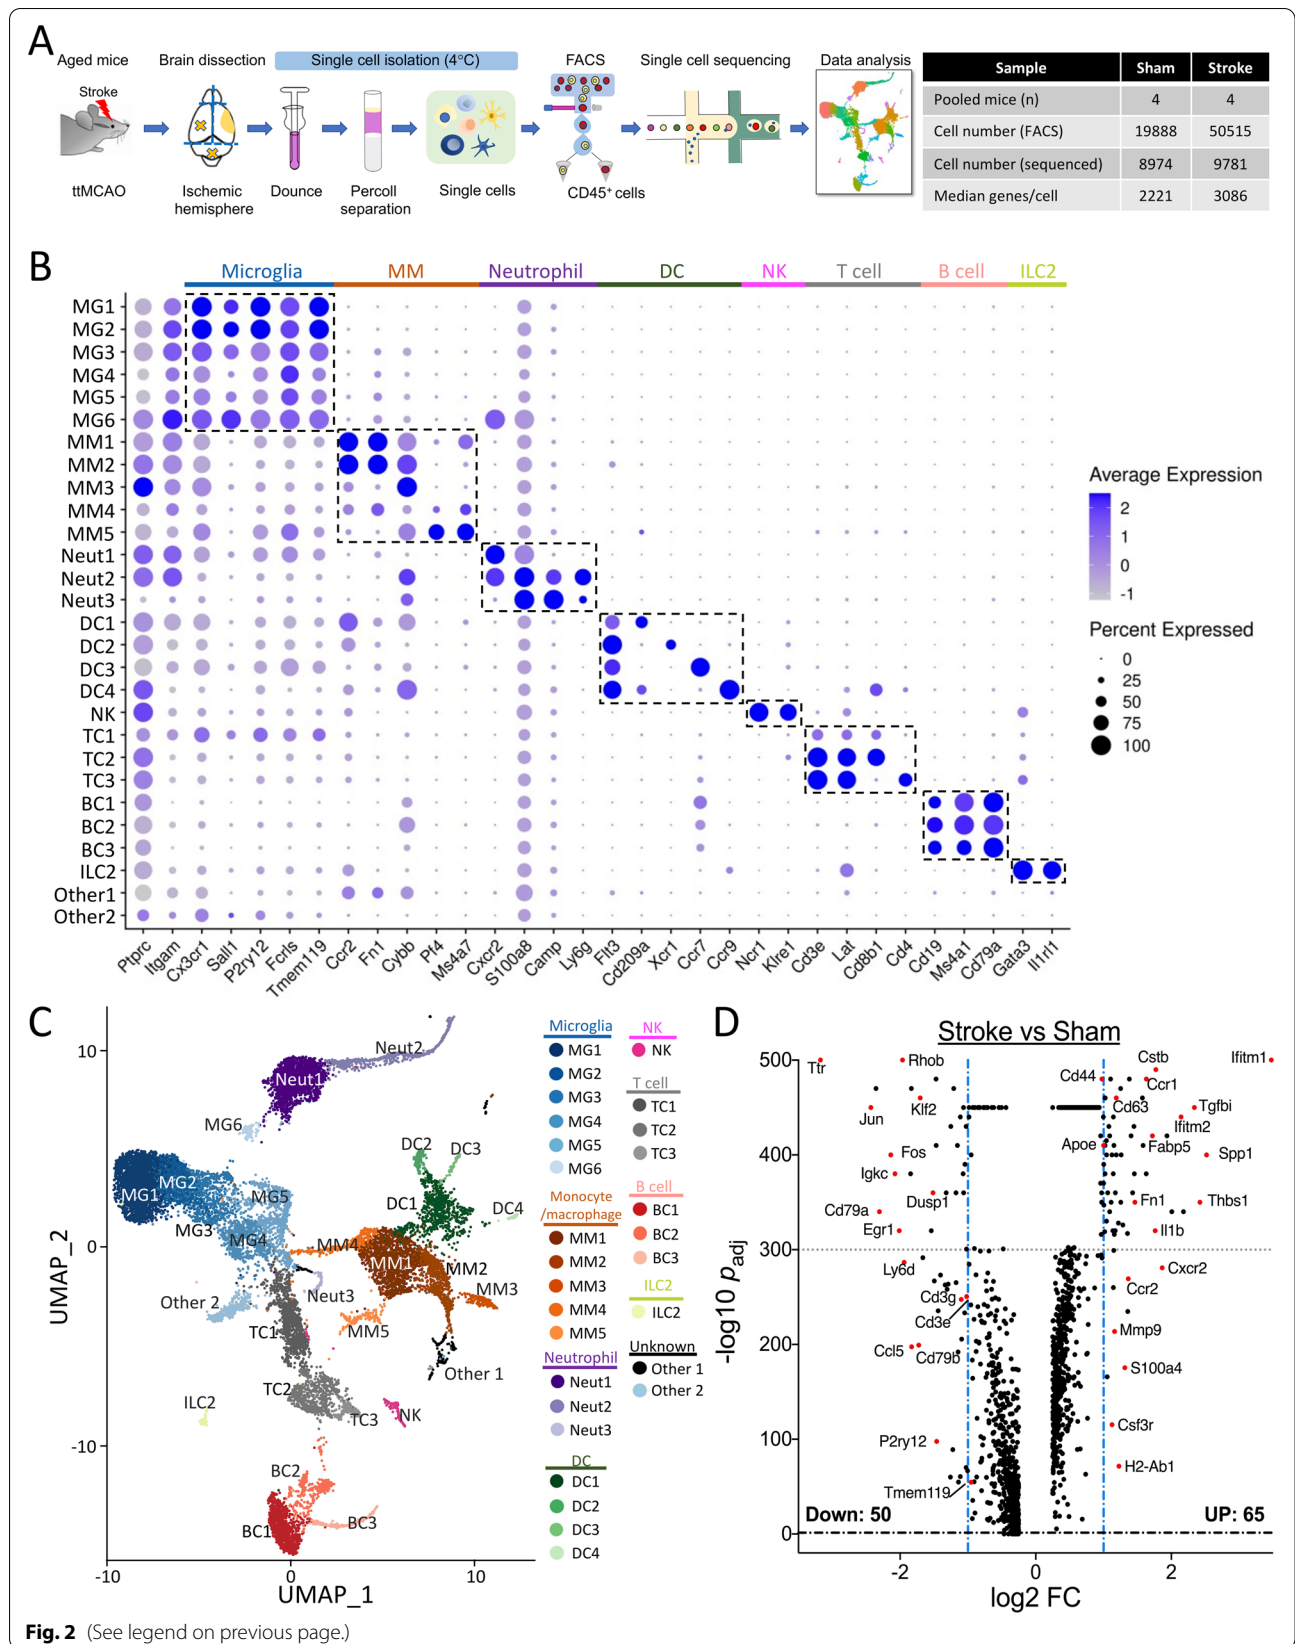 A
Aged mice
Brain dissection
Single cell isolation (4°C)
FACS
Single cell sequencing
Data analysis
Stroke
ttMCAO
Ischemic
hemisphere
Dounce
Percoll
separation
Single cells
CD45+ cells
Sample Sham Stroke
Pooled mice (n) 4 4
Cell number (FACS) 19888 50515
Cell number (sequenced) 8974 9781
Median genes/cell 2221 3086
B
Microglia MM Neutrophil DC NK T cell B cell ILC2
MG1
MG2
MG3
MG4
MG5
MG6
MM1
MM2
MM3
MM4
MM5
Neut1
Neut2
Neut3
DC1
DC2
DC3
DC4
NK
TC1
TC2
TC3
BC1
BC2
BC3
ILC2
Other1
Other2
Ptprc
Itgam
Cx3cr1
Sall1
P2ry12
Fcrls
Tmem119
Ccr2
Fn1
Cybb
Pf4
Ms4a7
Cxcr2
S100a8
Camp
Ly6g
Flt3
Cd209a
Xcr1
Ccr7
Ccr9
Ncr1
Klre1
Cd3e
Lat
Cd8b1
Cd4
Cd19
Ms4a1
Cd79a
Gata3
Il1rl1
Average Expression
2
1
0
-1
Percent Expressed
0
25
50
75
100
C
UMAP_2
10
0
-10
-10 0 10
UMAP_1
Neut2
Neut1
MG6
MG1
MG2
MG5
MG3
MG4
DC2
DC3
DC1
DC4
MM4
MM1
MM2
MM3
Neut3
Other 2
TC1
MM5
Other 1
TC2
ILC2
TC3
NK
BC2
BC1
BC3
Microglia
MG1
MG2
MG3
MG4
MG5
MG6
Monocyte
/macrophage
MM1
MM2
MM3
MM4
MM5
Neutrophil
Neut1
Neut2
Neut3
DC
DC1
DC2
DC3
DC4
NK
NK
T cell
TC1
TC2
TC3
B cell
BC1
BC2
BC3
ILC2
ILC2
Unknown
Other 1
Other 2
D
Stroke vs Sham
-log10 padj
500
400
300
200
100
0
-2 0 2
log2 FC
Ttr
Rhob
Cstb
Ifitm1
Cd44
Ccr1
Jun
Klf2
Cd63
Tgfbi
Ifitm2
Fos
Apoe
Fabp5
Spp1
Igkc
Dusp1
Fn1
Thbs1
Cd79a
Egr1
Il1b
Ly6d
Cxcr2
Cd3g
Ccr2
Cd3e
Mmp9
Ccl5
Cd79b
S100a4
P2ry12
Csf3r
H2-Ab1
Tmem119
Down: 50
UP: 65
Fig. 2 (See legend on previous page.)